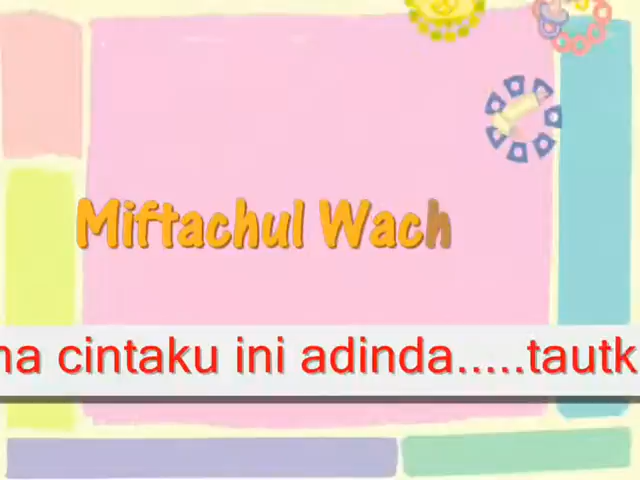 Miftachul Wach
na cintaku ini adinda.....tautk